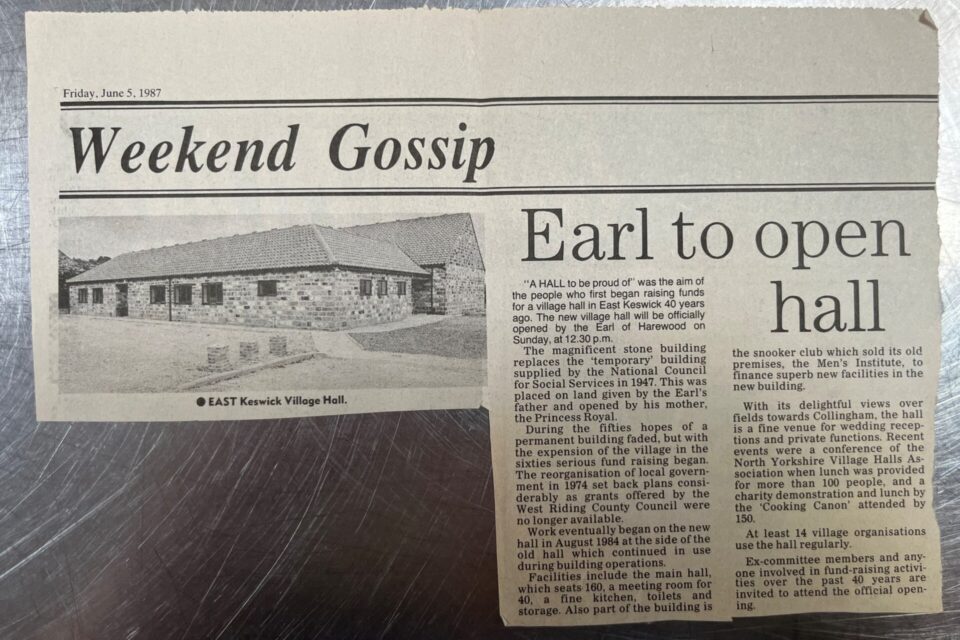 Friday, June 5, 1987
Weekend Gossip
● EAST Keswick Village Hall.
Earl to open
hall
"A HALL to be proud of" was the aim of
the people who first began raising funds
for a village hall in East Keswick 40 years
ago. The new village hall will be officially
opened by the Earl of Harewood on
Sunday, at 12.30 p.m.
The magnificent stone building
replaces the 'temporary' building
supplied by the National Council
for Social Services in 1947. This was
placed on land given by the Earl's
father and opened by his mother,
the Princess Royal.
During the fifties hopes of a
permanent building faded, but with
the expension of the village in the
sixties serious fund raising began.
The reorganisation of local govern-
ment in 1974 set back plans consi-
derably as grants offered by the
West Riding County Council were
no longer available.
Work eventually began on the new
hall in August 1984 at the side of the
old hall which continued in use
during building operations.
Facilities include the main hall,
which seats 160, a meeting room for
40, a fine kitchen, toilets and
storage. Also part of the building is
the snooker club which sold its old
premises, the Men's Institute, to
finance superb new facilities in the
new building.
With its delightful views over
fields towards Collingham, the hall
is a fine venue for wedding recep-
tions and private functions. Recent
events were a conference of the
North Yorkshire Village Halls As-
sociation when lunch was provided
for more than 100 people, and a
charity demonstration and lunch by
the 'Cooking Canon' attended by
150.
At least 14 village organisations
use the hall regularly.
Ex-committee members and any-
one involved in fund-raising activi-
ties over the past 40 years are
invited to attend the official open-
ing.